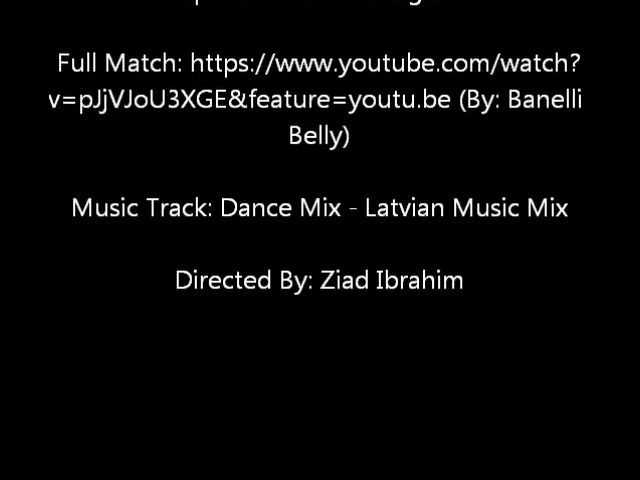 Full Match: https://www.youtube.com/watch?
v=pJjVJoU3XGE&feature=youtu.be (By: Banelli
Belly)
Music Track: Dance Mix - Latvian Music Mix
Directed By: Ziad Ibrahim